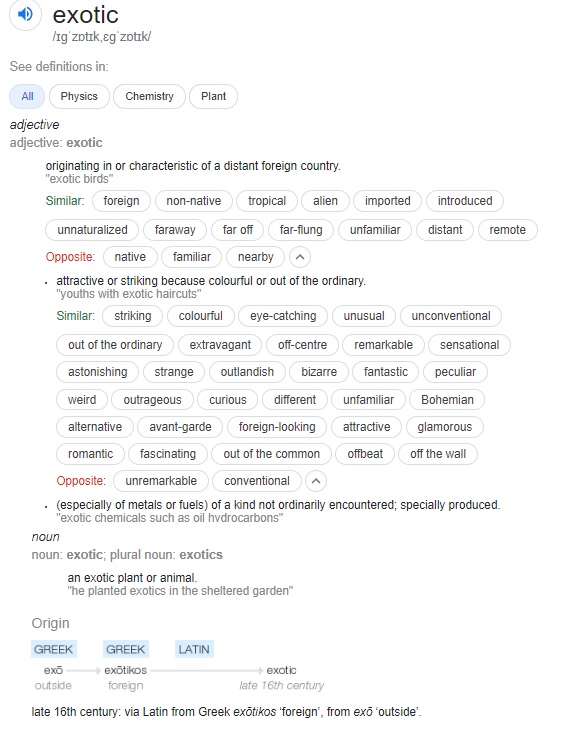 exotic
/ɪɡˈzɒtɪk,ɛɡˈzɒtɪk/
See definitions in:
All Physics Chemistry Plant
adjective
adjective: exotic
originating in or characteristic of a distant foreign country.
"exotic birds"
Similar: foreign non-native tropical alien imported introduced
unnaturalized faraway far off far-flung unfamiliar distant remote
Opposite: native familiar nearby
• attractive or striking because colourful or out of the ordinary.
"youths with exotic haircuts"
Similar: striking colourful eye-catching unusual unconventional
out of the ordinary extravagant off-centre remarkable sensational
astonishing strange outlandish bizarre fantastic peculiar
weird outrageous curious different unfamiliar Bohemian
alternative avant-garde foreign-looking attractive glamorous
romantic fascinating out of the common offbeat off the wall
Opposite: unremarkable conventional
• (especially of metals or fuels) of a kind not ordinarily encountered; specially produced.
"exotic chemicals such as oil hydrocarbons"
noun
noun: exotic; plural noun: exotics
an exotic plant or animal.
"he planted exotics in the sheltered garden"
Origin
GREEK GREEK LATIN
exō exōtikos exotic
outside foreign late 16th century
late 16th century: via Latin from Greek exōtikos ‘foreign’, from exō ‘outside’.